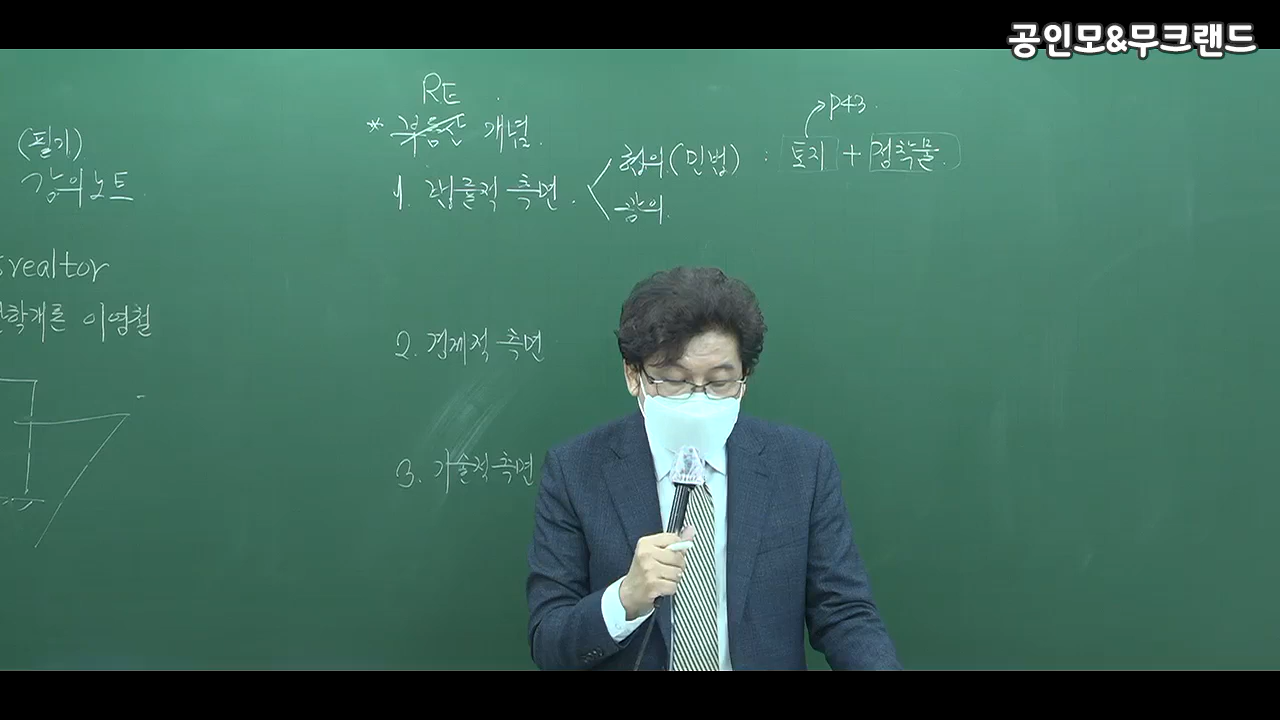 공인모&무크랜드
(필기)
강의노트
realtor
학개론 이영철
RE
* 부동산 개념
1. 법률적 측면
협의(민법) : 토지 + 정착물
→ p43.
광의
2. 경제적 측면
3. 기술적 측면